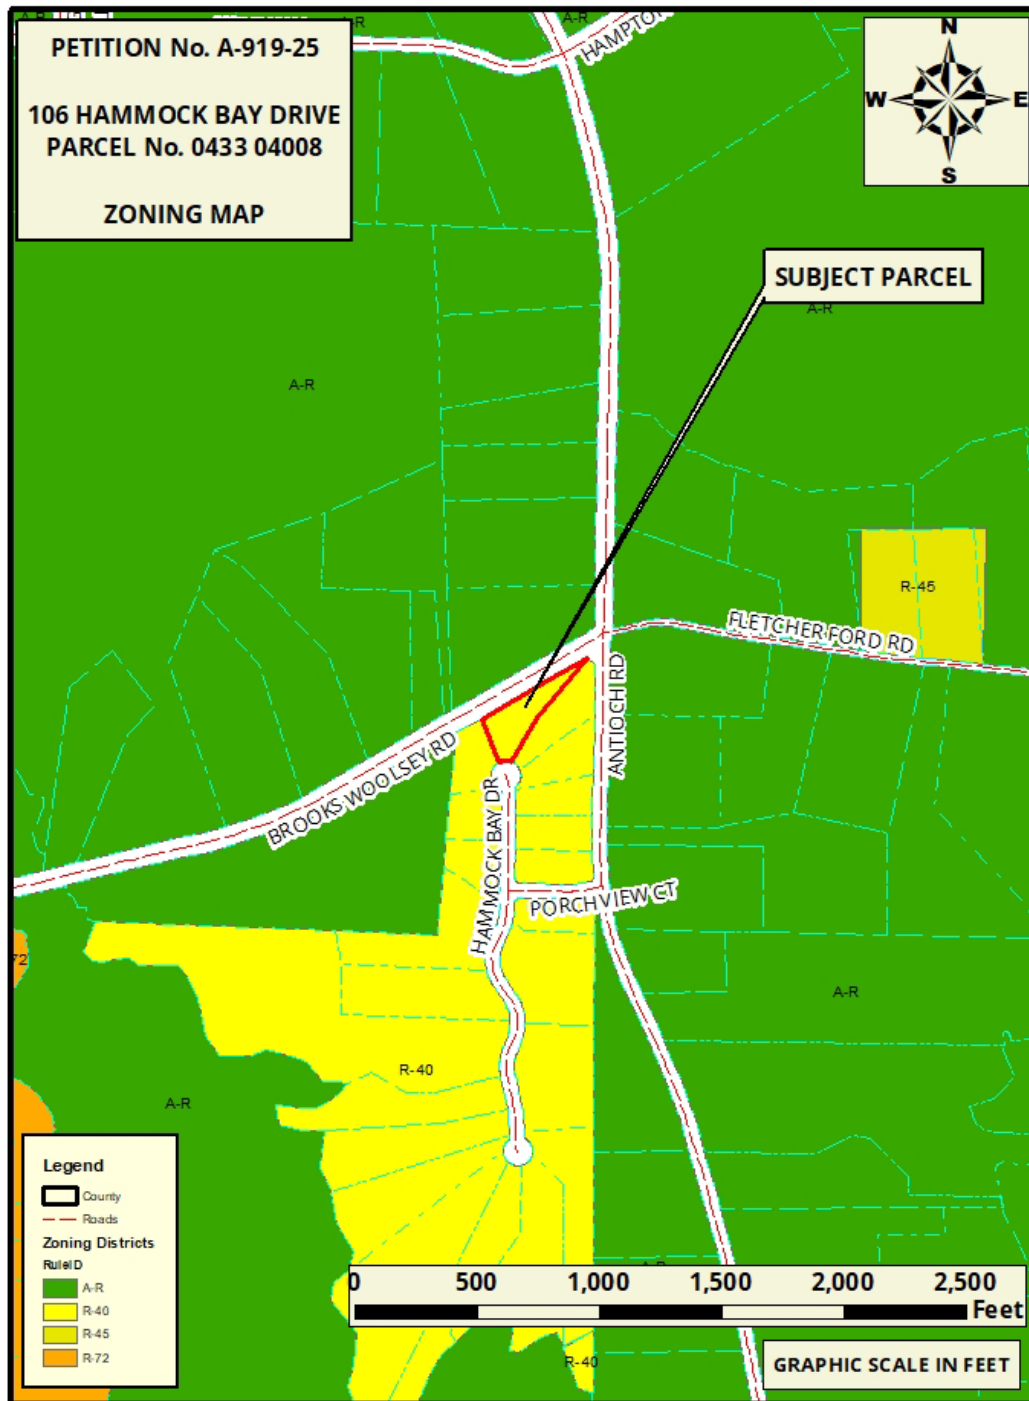 A-R
A-R
A-R
PETITION No. A-919-25
106 HAMMOCK BAY DRIVE
PARCEL No. 0433 04008
ZONING MAP
HAMPTON
N
W
E
S
SUBJECT PARCEL
A-R
A-R
R-45
FLETCHER FORD RD
ANTIOCH RD
BROOKS WOOLSEY RD
HAMMOCK BAY DR
PORCHVIEW CT
72
A-R
R-40
A-R
Legend
County
Roads
Zoning Districts
RuleID
A-R
R-40
R-45
R-72
A-R
0 500 1,000 1,500 2,000 2,500
Feet
R-40
GRAPHIC SCALE IN FEET